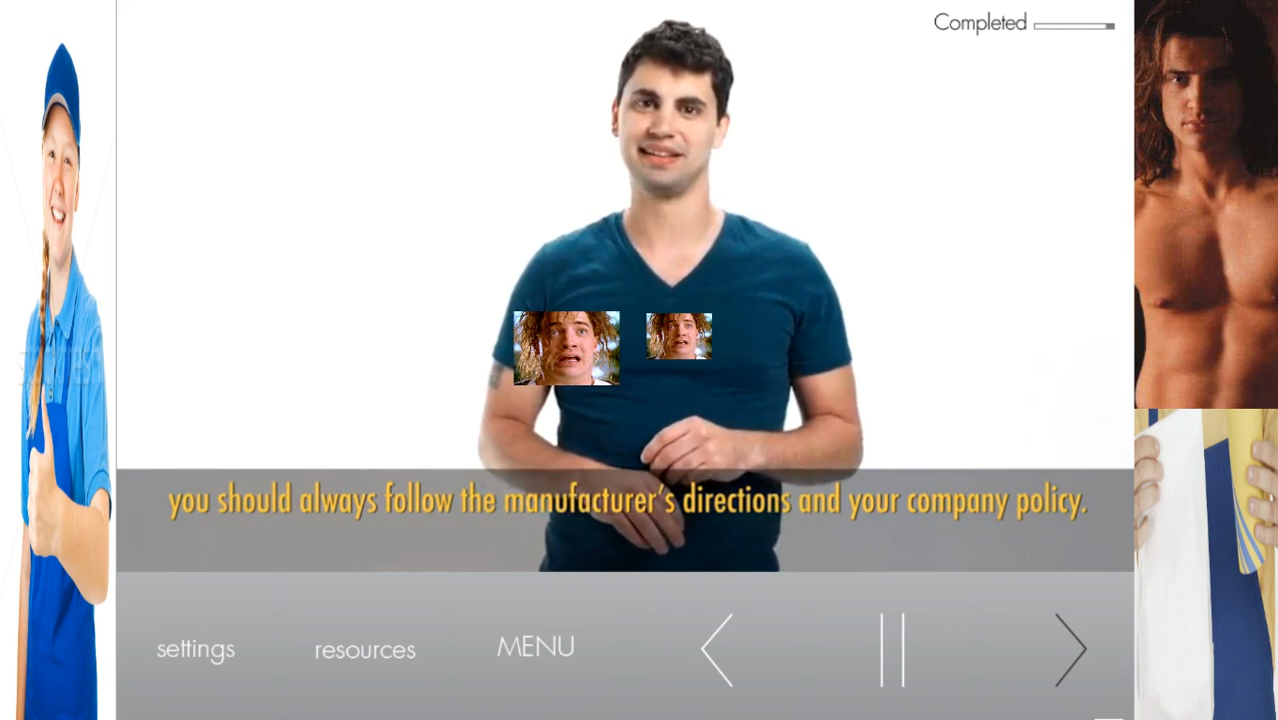 Completed
you should always follow the manufacturer's directions and your company policy.
settings resources MENU